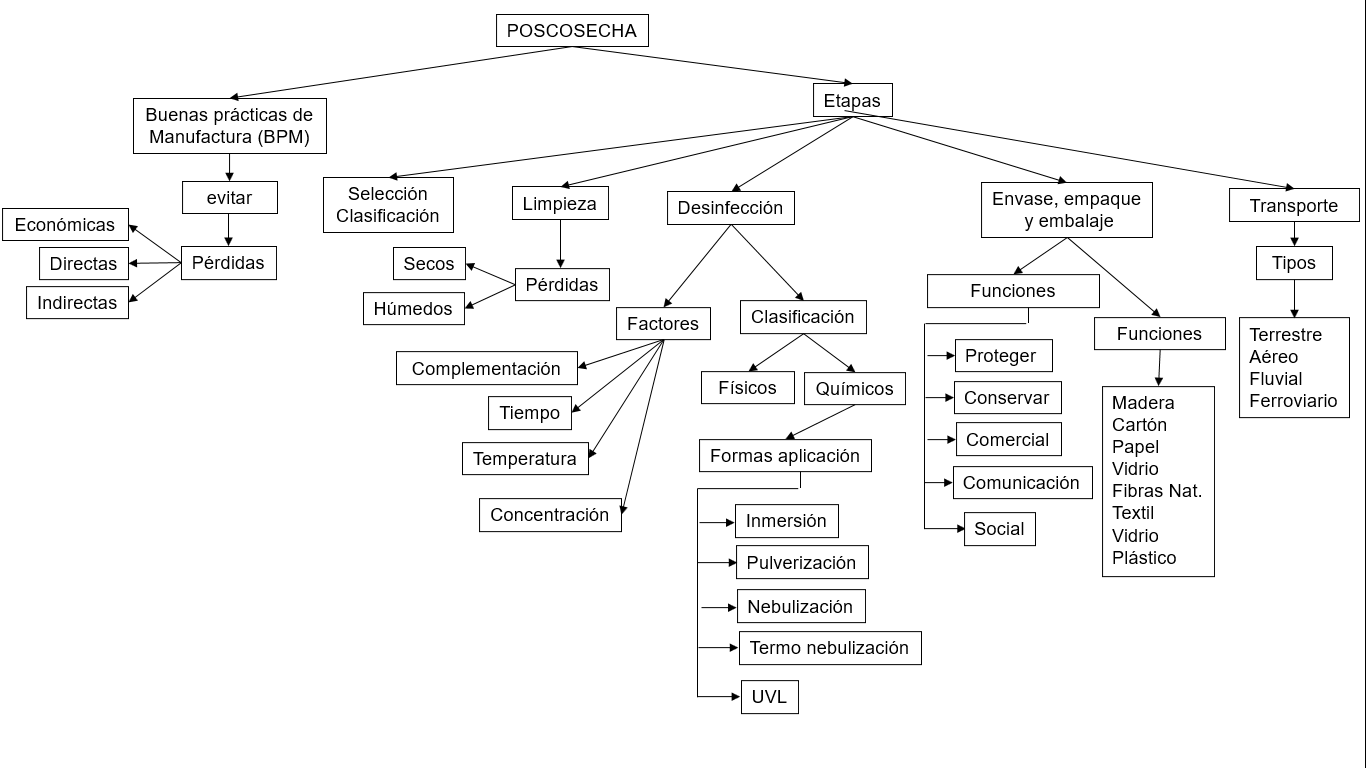 POSCOSECHA
Buenas prácticas de
Manufactura (BPM)
Etapas
evitar
Pérdidas
Económicas
Directas
Indirectas
Selección
Clasificación
Limpieza
Pérdidas
Secos
Húmedos
Desinfección
Factores
Complementación
Tiempo
Temperatura
Concentración
Clasificación
Físicos
Químicos
Formas aplicación
Inmersión
Pulverización
Nebulización
Termo nebulización
UVL
Envase, empaque
y embalaje
Funciones
Proteger
Conservar
Comercial
Comunicación
Social
Funciones
Madera
Cartón
Papel
Vidrio
Fibras Nat.
Textil
Vidrio
Plástico
Transporte
Tipos
Terrestre
Aéreo
Fluvial
Ferroviario